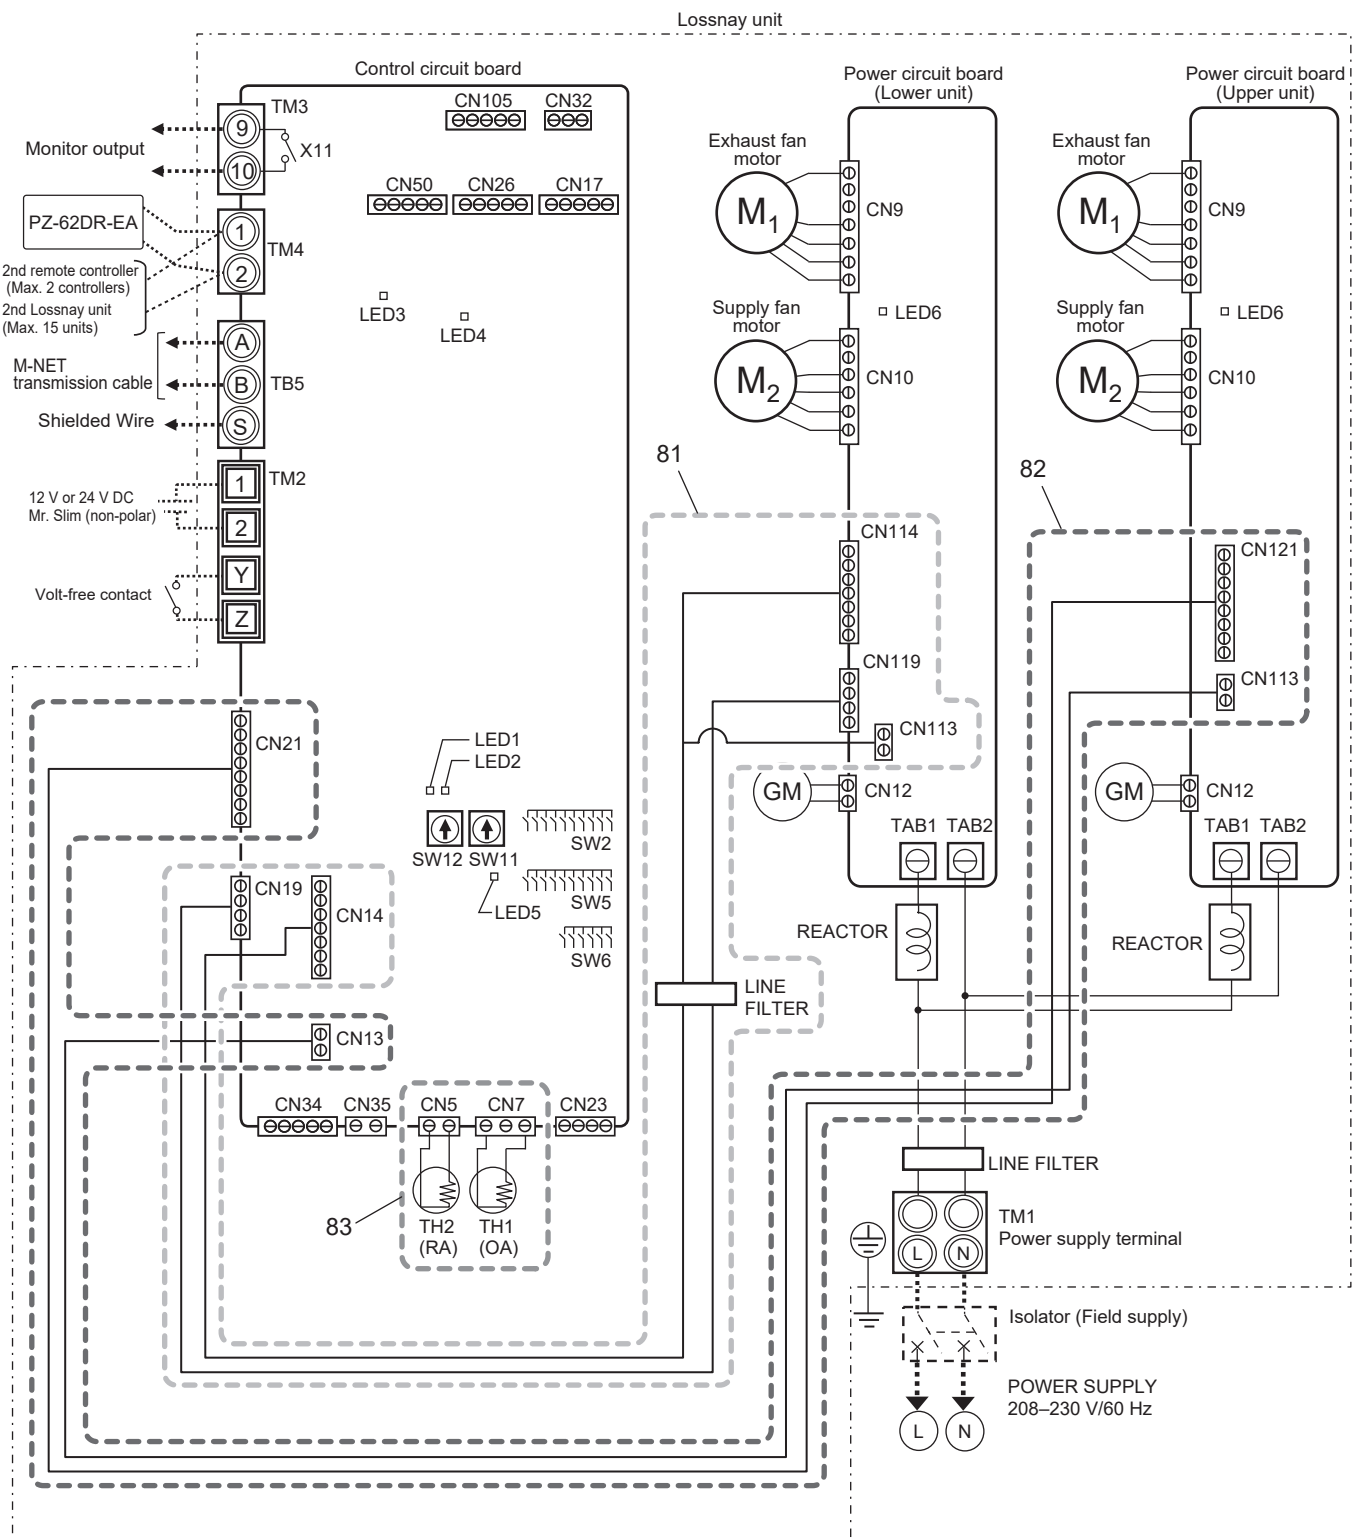 Lossnay unit
Control circuit board
Power circuit board
(Lower unit)
Power circuit board
(Upper unit)
TM3
9
10
X11
Monitor output
CN105
CN32
CN50
CN26
CN17
PZ-62DR-EA
1
2
TM4
2nd remote controller
(Max. 2 controllers)
2nd Lossnay unit
(Max. 15 units)
LED3
LED4
A
B
S
TB5
M-NET
transmission cable
Shielded Wire
TM2
1
2
Y
Z
12 V or 24 V DC
Mr. Slim (non-polar)
Volt-free contact
Exhaust fan
motor
M1
CN9
LED6
Supply fan
motor
M2
CN10
Exhaust fan
motor
M1
CN9
LED6
Supply fan
motor
M2
CN10
81
82
CN114
CN119
CN113
GM
CN12
TAB1
TAB2
CN121
CN113
GM
CN12
TAB1
TAB2
CN21
LED1
LED2
SW12
SW11
SW2
LED5
SW5
SW6
CN19
CN14
CN13
REACTOR
REACTOR
LINE
FILTER
CN34
CN35
CN5
CN7
CN23
83
TH2
(RA)
TH1
(OA)
LINE FILTER
TM1
Power supply terminal
L
N
Isolator (Field supply)
POWER SUPPLY
208–230 V/60 Hz
L
N